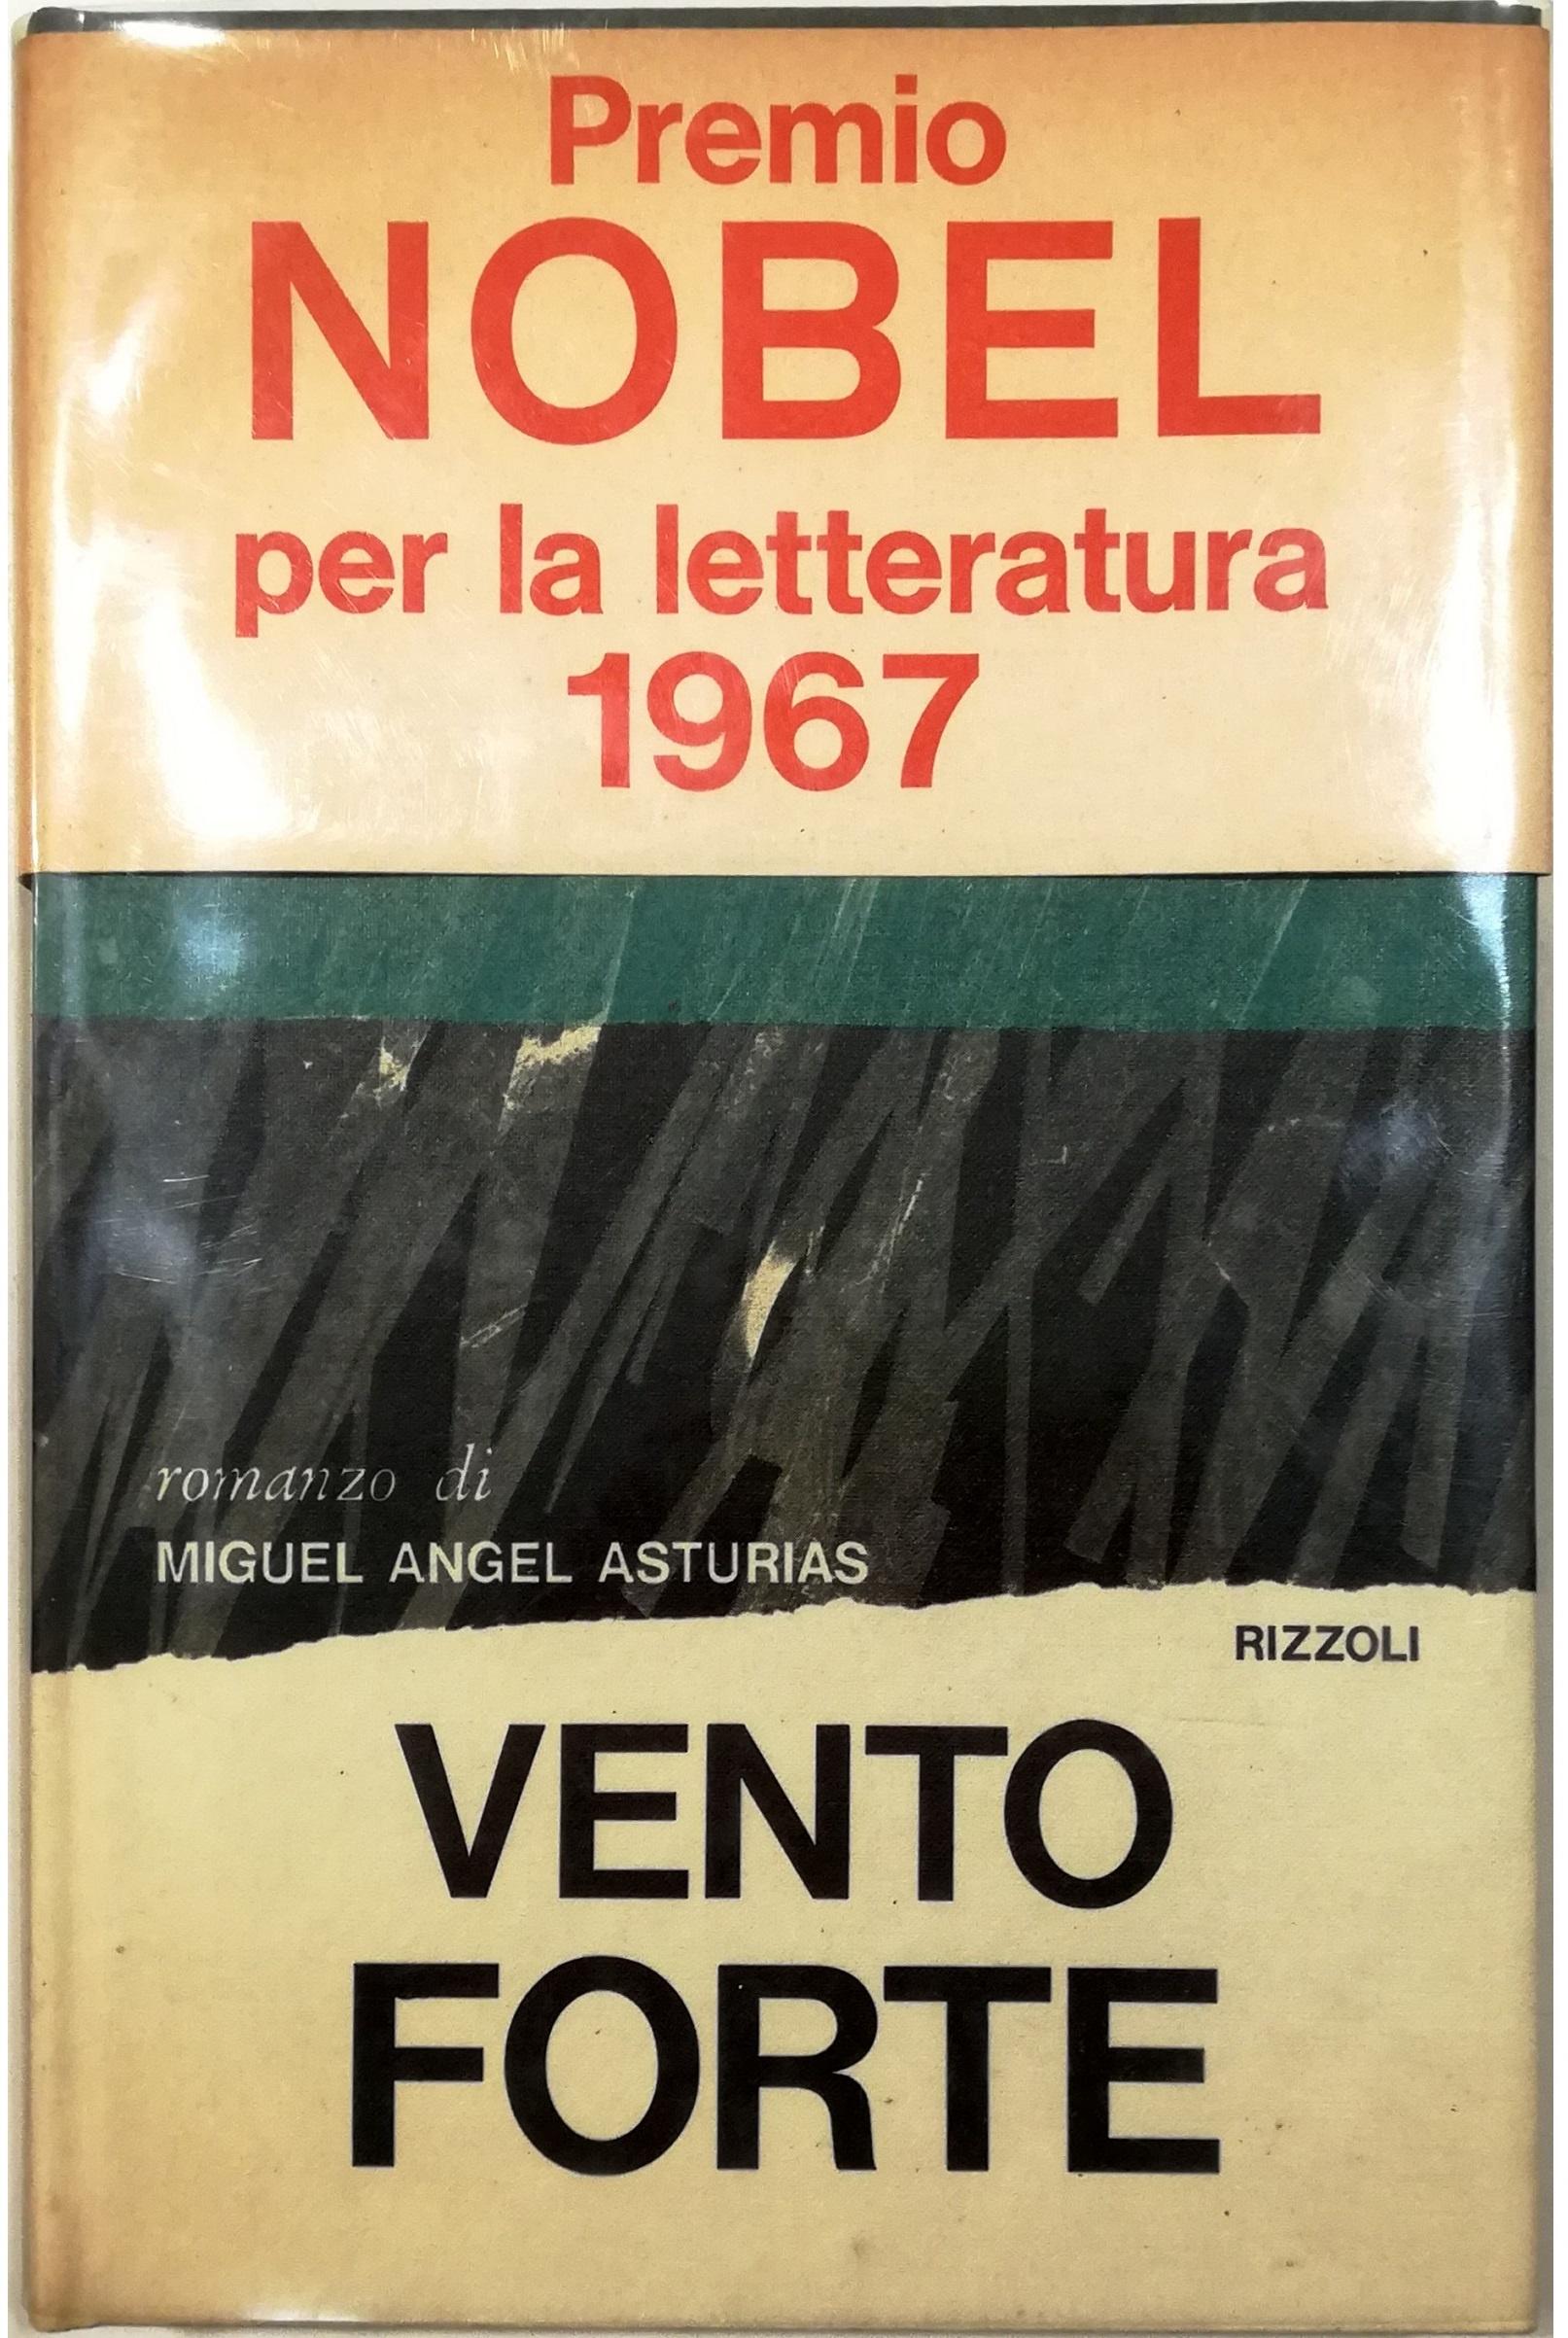 Premio
NOBEL
per la letteratura
1967
romanzo di
MIGUEL ANGEL ASTURIAS
RIZZOLI
VENTO
FORTE